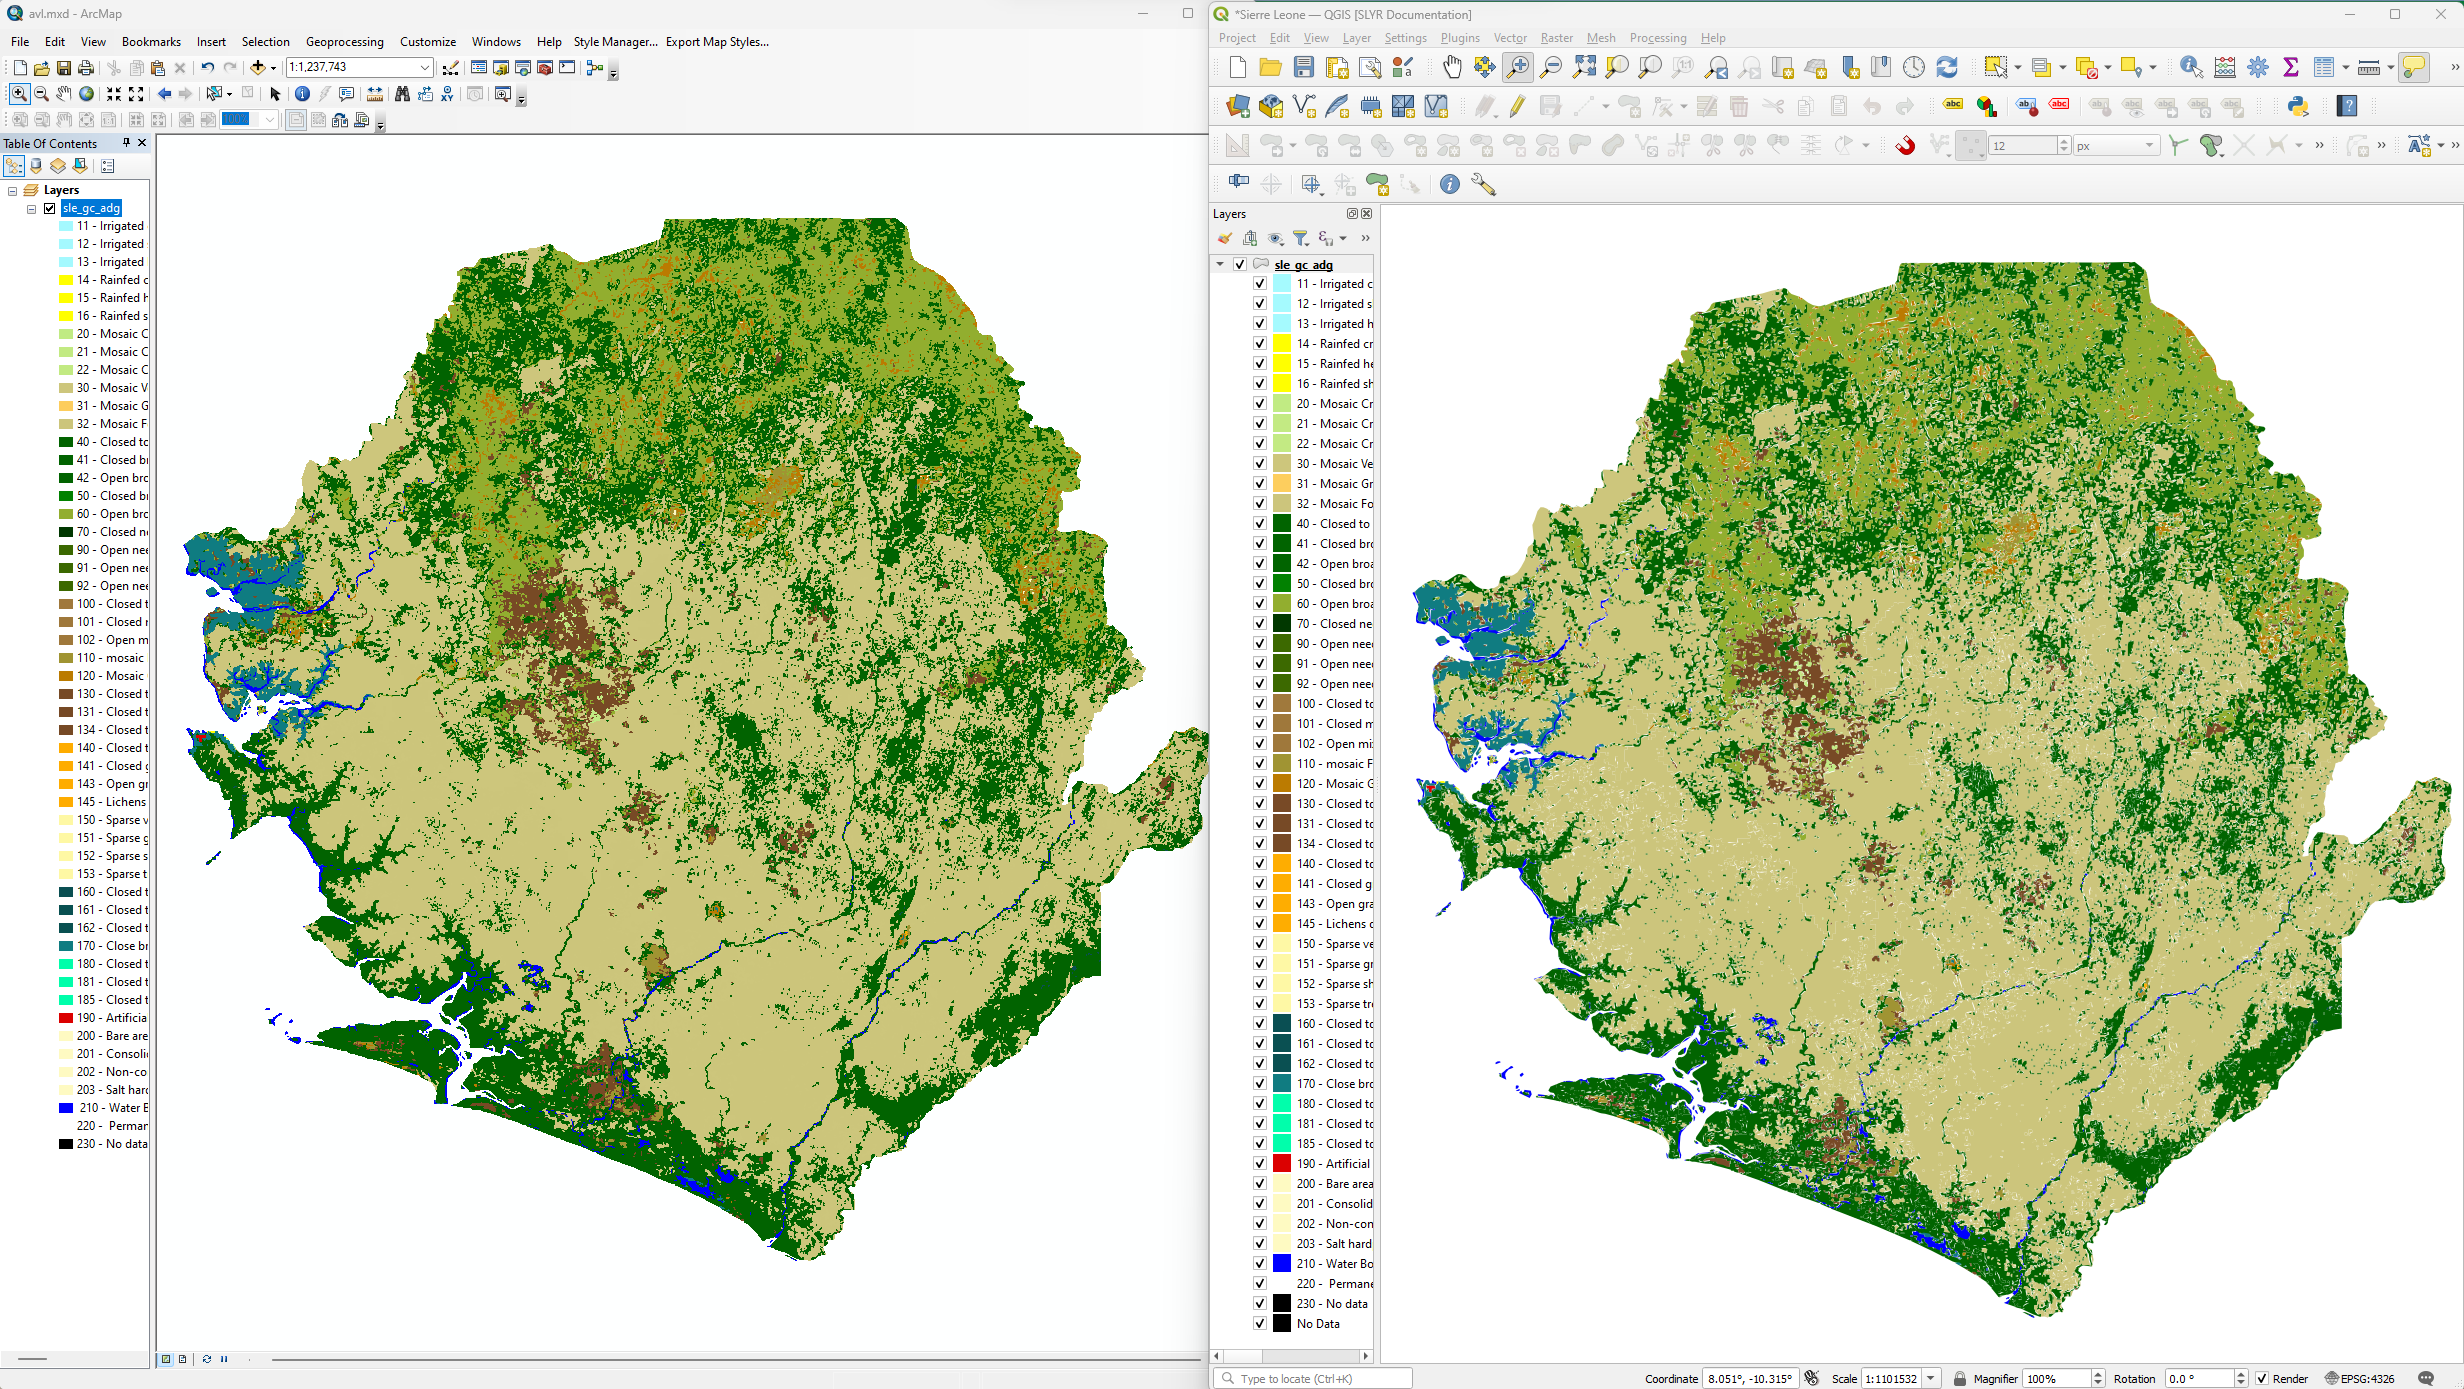 avl.mxd - ArcMap
File Edit View Bookmarks Insert Selection Geoprocessing Customize Windows Help Style Manager... Export Map Styles...
1:1,237,743
100%
Table Of Contents
Layers
sle_gc_adg
11 - Irrigated
12 - Irrigated
13 - Irrigated
14 - Rainfed c
15 - Rainfed h
16 - Rainfed s
20 - Mosaic C
21 - Mosaic C
22 - Mosaic C
30 - Mosaic V
31 - Mosaic G
32 - Mosaic F
40 - Closed to
41 - Closed br
42 - Open bro
50 - Closed br
60 - Open bro
70 - Closed ne
90 - Open nee
91 - Open nee
92 - Open nee
100 - Closed t
101 - Closed r
102 - Open m
110 - mosaic
120 - Mosaic
130 - Closed t
131 - Closed t
134 - Closed t
140 - Closed t
141 - Closed g
143 - Open gr
145 - Lichens
150 - Sparse v
151 - Sparse g
152 - Sparse s
153 - Sparse t
160 - Closed t
161 - Closed t
162 - Closed t
170 - Close br
180 - Closed t
181 - Closed t
185 - Closed t
190 - Artificia
200 - Bare are
201 - Consoli
202 - Non-co
203 - Salt harc
210 - Water B
220 - Permar
230 - No data
*Sierre Leone — QGIS [SLYR Documentation]
Project Edit View Layer Settings Plugins Vector Raster Mesh Processing Help
12 px
Layers
sle_gc_adg
11 - Irrigated c
12 - Irrigated s
13 - Irrigated h
14 - Rainfed cr
15 - Rainfed he
16 - Rainfed sh
20 - Mosaic Cr
21 - Mosaic Cr
22 - Mosaic Cr
30 - Mosaic Ve
31 - Mosaic Gr
32 - Mosaic Fo
40 - Closed to
41 - Closed bro
42 - Open broa
50 - Closed bro
60 - Open broa
70 - Closed ne
90 - Open nee
91 - Open nee
92 - Open nee
100 - Closed to
101 - Closed m
102 - Open mi
110 - mosaic F
120 - Mosaic G
130 - Closed to
131 - Closed to
134 - Closed to
140 - Closed to
141 - Closed g
143 - Open gra
145 - Lichens o
150 - Sparse ve
151 - Sparse gr
152 - Sparse sh
153 - Sparse tre
160 - Closed to
161 - Closed to
162 - Closed to
170 - Close bro
180 - Closed to
181 - Closed to
185 - Closed to
190 - Artificial
200 - Bare area
201 - Consolid
202 - Non-con
203 - Salt hard
210 - Water Bo
220 - Permane
230 - No data
No Data
Type to locate (Ctrl+K)
Coordinate 8.051°, -10.315° Scale 1:1101532 Magnifier 100% Rotation 0.0 ° Render EPSG:4326